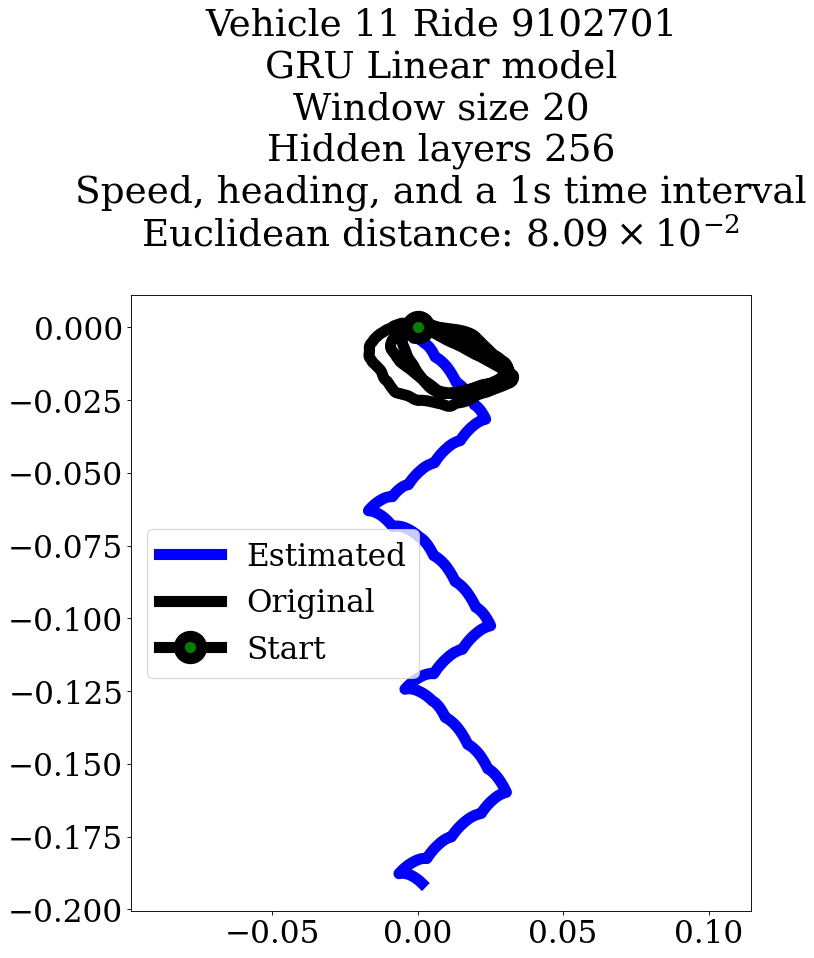 Vehicle 11 Ride 9102701
GRU Linear model
Window size 20
Hidden layers 256
Speed, heading, and a 1s time interval
Euclidean distance: 8.09 × 10⁻²
0.000
−0.025
−0.050
−0.075
−0.100
−0.125
−0.150
−0.175
−0.200
Estimated
Original
Start
−0.05
0.00
0.05
0.10